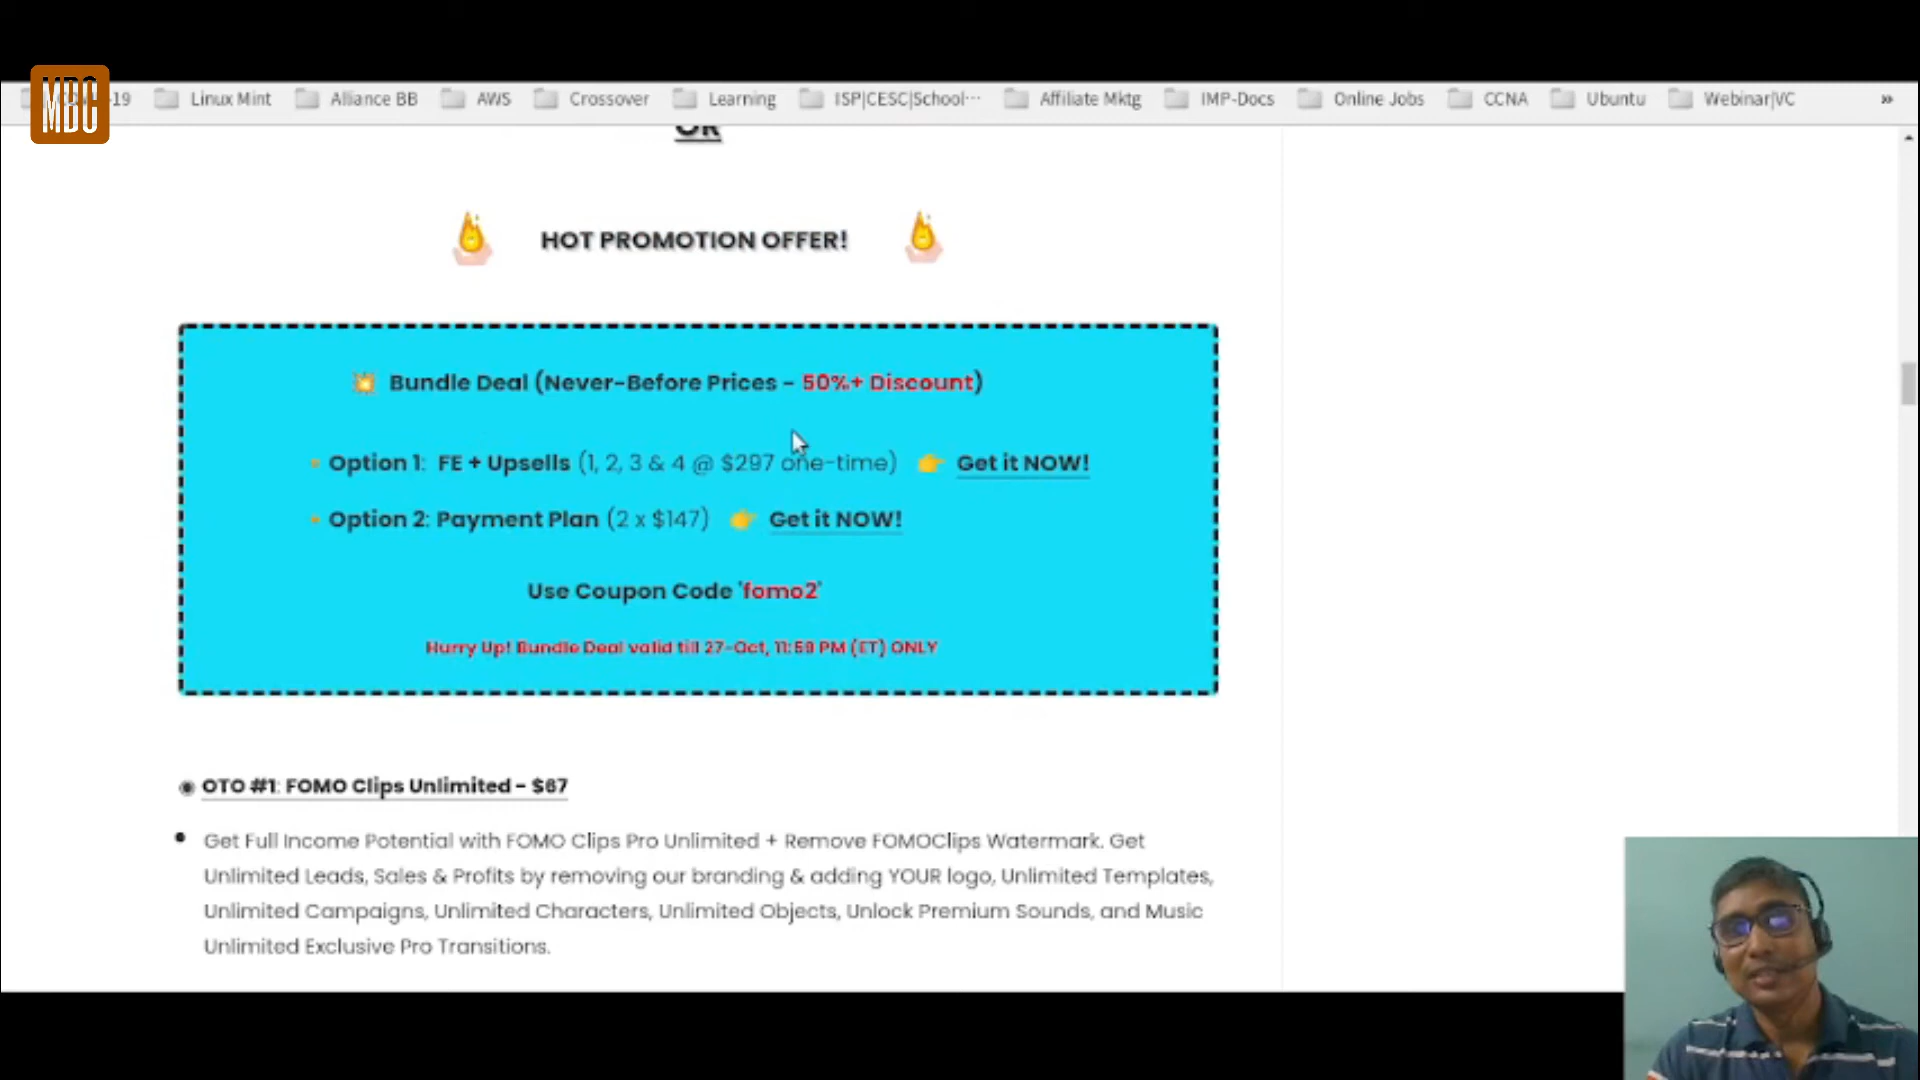 MBC
19
Linux Mint
Alliance BB
AWS
Crossover
Learning
ISP|CESC|School···
Affiliate Mktg
IMP-Docs
Online Jobs
CCNA
Ubuntu
Webinar|VC
»
OR
HOT PROMOTION OFFER!
Bundle Deal (Never-Before Prices - 50%+ Discount)
Option 1: FE + Upsells (1, 2, 3 & 4 @ $297 one-time) Get it NOW!
Option 2: Payment Plan (2 x $147) Get it NOW!
Use Coupon Code 'fomo2'
Hurry Up! Bundle Deal valid till 27-Oct, 11:59 PM (ET) ONLY
OTO #1: FOMO Clips Unlimited - $67
Get Full Income Potential with FOMO Clips Pro Unlimited + Remove FOMOClips Watermark. Get
Unlimited Leads, Sales & Profits by removing our branding & adding YOUR logo, Unlimited Templates,
Unlimited Campaigns, Unlimited Characters, Unlimited Objects, Unlock Premium Sounds, and Music
Unlimited Exclusive Pro Transitions.